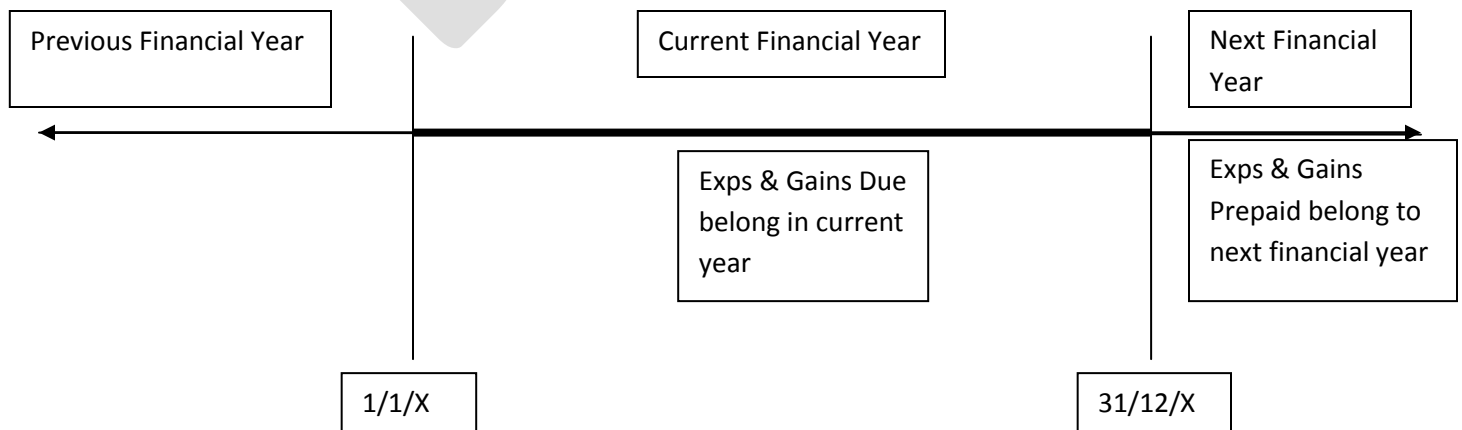 Previous Financial Year
Current Financial Year
Next Financial
Year
Exps & Gains Due
belong in current
year
Exps & Gains
Prepaid belong to
next financial year
1/1/X
31/12/X